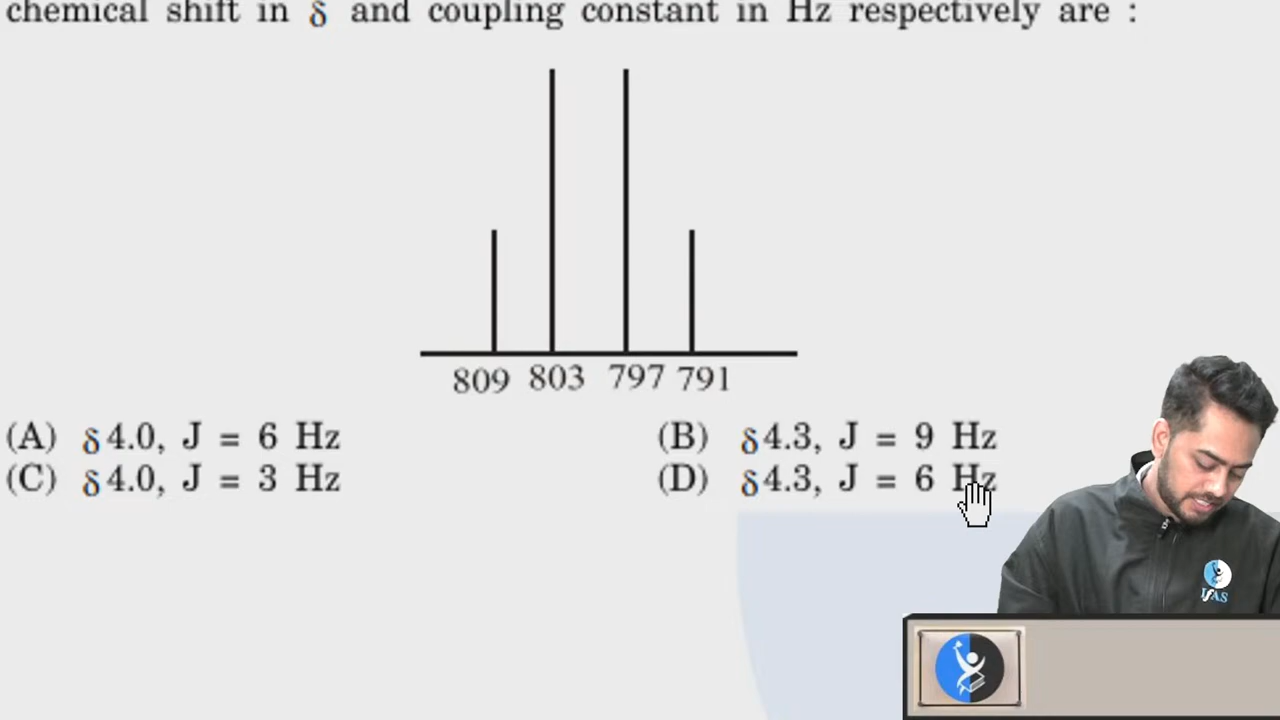 chemical shift in δ and coupling constant in Hz respectively are :
809 803 797 791
(A) δ4.0, J = 6 Hz (B) δ4.3, J = 9 Hz
(C) δ4.0, J = 3 Hz (D) δ4.3, J = 6 Hz
IFAS